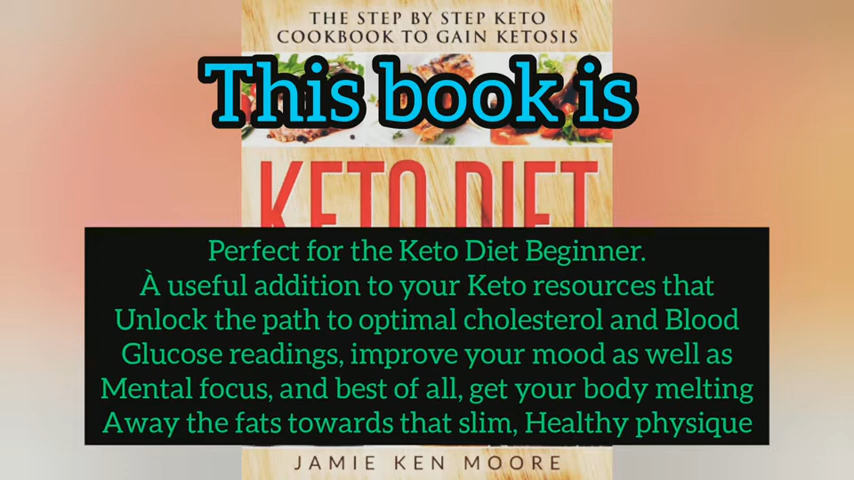 THE STEP BY STEP KETO
COOKBOOK TO GAIN KETOSIS
This book is
KETO DIET
Perfect for the Keto Diet Beginner.
À useful addition to your Keto resources that
Unlock the path to optimal cholesterol and Blood
Glucose readings, improve your mood as well as
Mental focus, and best of all, get your body melting
Away the fats towards that slim, Healthy physique
JAMIE KEN MOORE